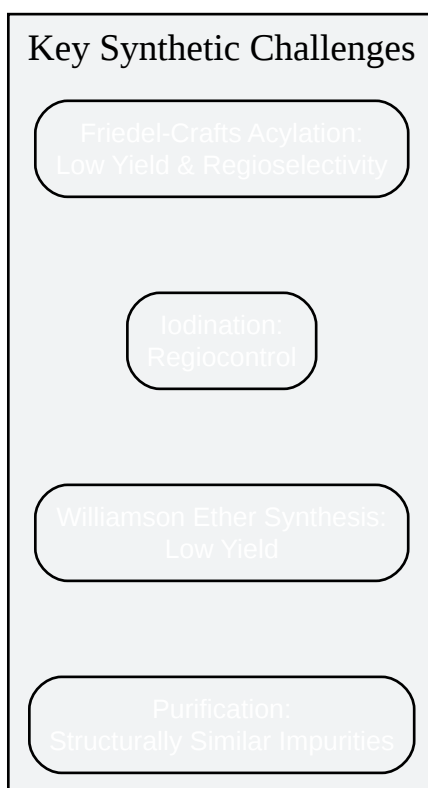 Key Synthetic Challenges
Friedel-Crafts Acylation:
Low Yield & Regioselectivity
Iodination:
Regiocontrol
Williamson Ether Synthesis:
Low Yield
Purification:
Structurally Similar Impurities